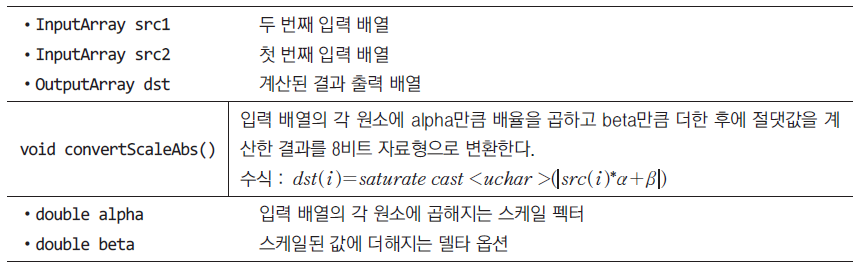 • InputArray src1 두 번째 입력 배열
• InputArray src2 첫 번째 입력 배열
• OutputArray dst 계산된 결과 출력 배열
void convertScaleAbs() 입력 배열의 각 원소에 alpha만큼 배율을 곱하고 beta만큼 더한 후에 절댓값을 계
산한 결과를 8비트 자료형으로 변환한다.
수식 : dst(i)=saturate cast <uchar >(|src(i)*α+β|)
• double alpha 입력 배열의 각 원소에 곱해지는 스케일 펙터
• double beta 스케일된 값에 더해지는 델타 옵션